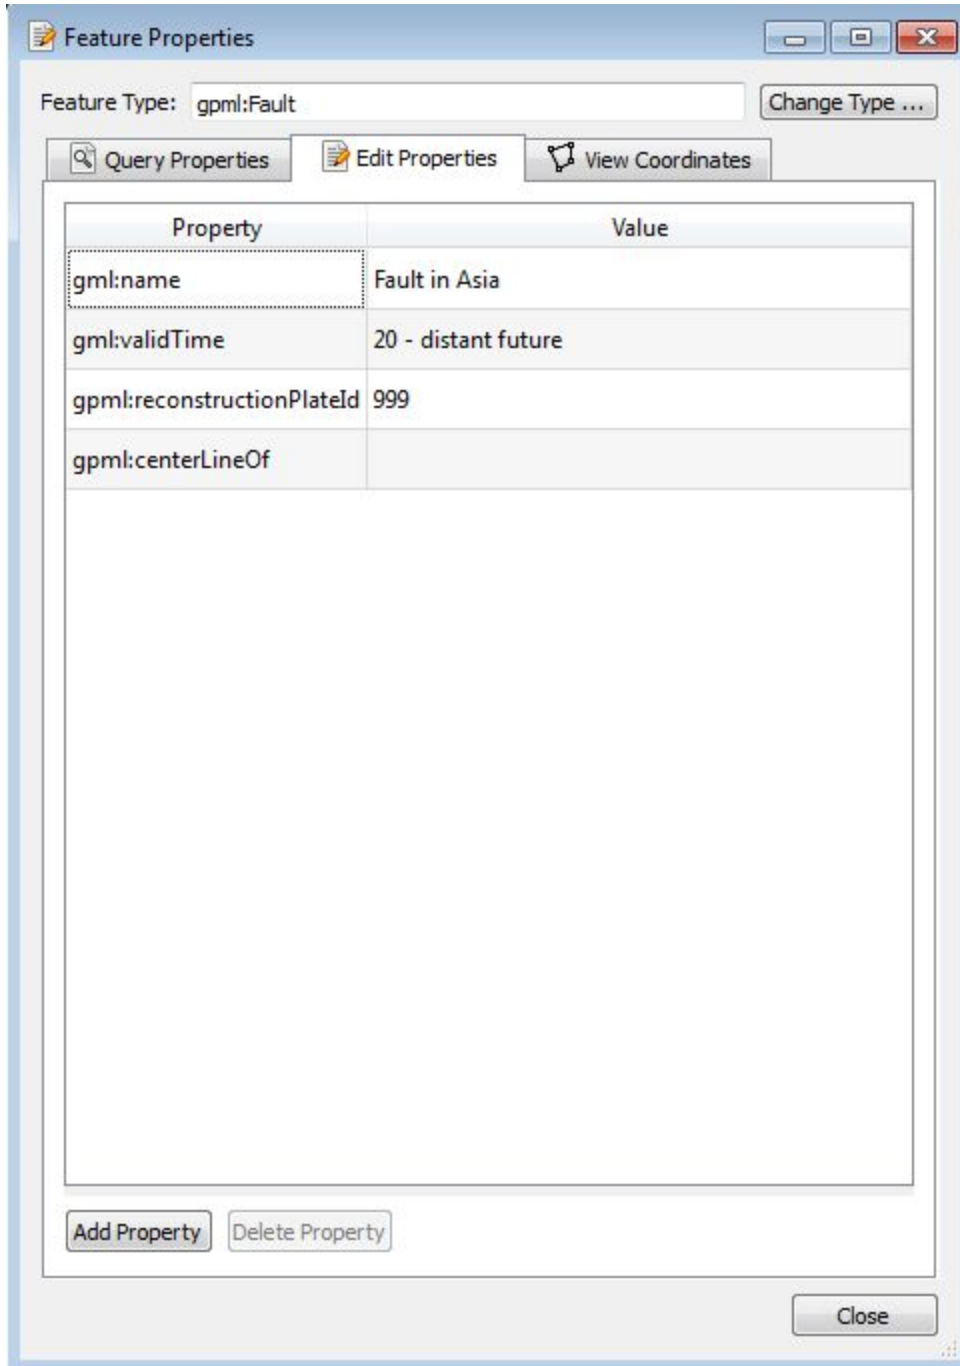 Feature Properties
Feature Type: gpml:Fault Change Type ...
Query Properties Edit Properties View Coordinates
Property Value
gml:name Fault in Asia
gml:validTime 20 - distant future
gpml:reconstructionPlateId 999
gpml:centerLineOf
Add Property Delete Property
Close